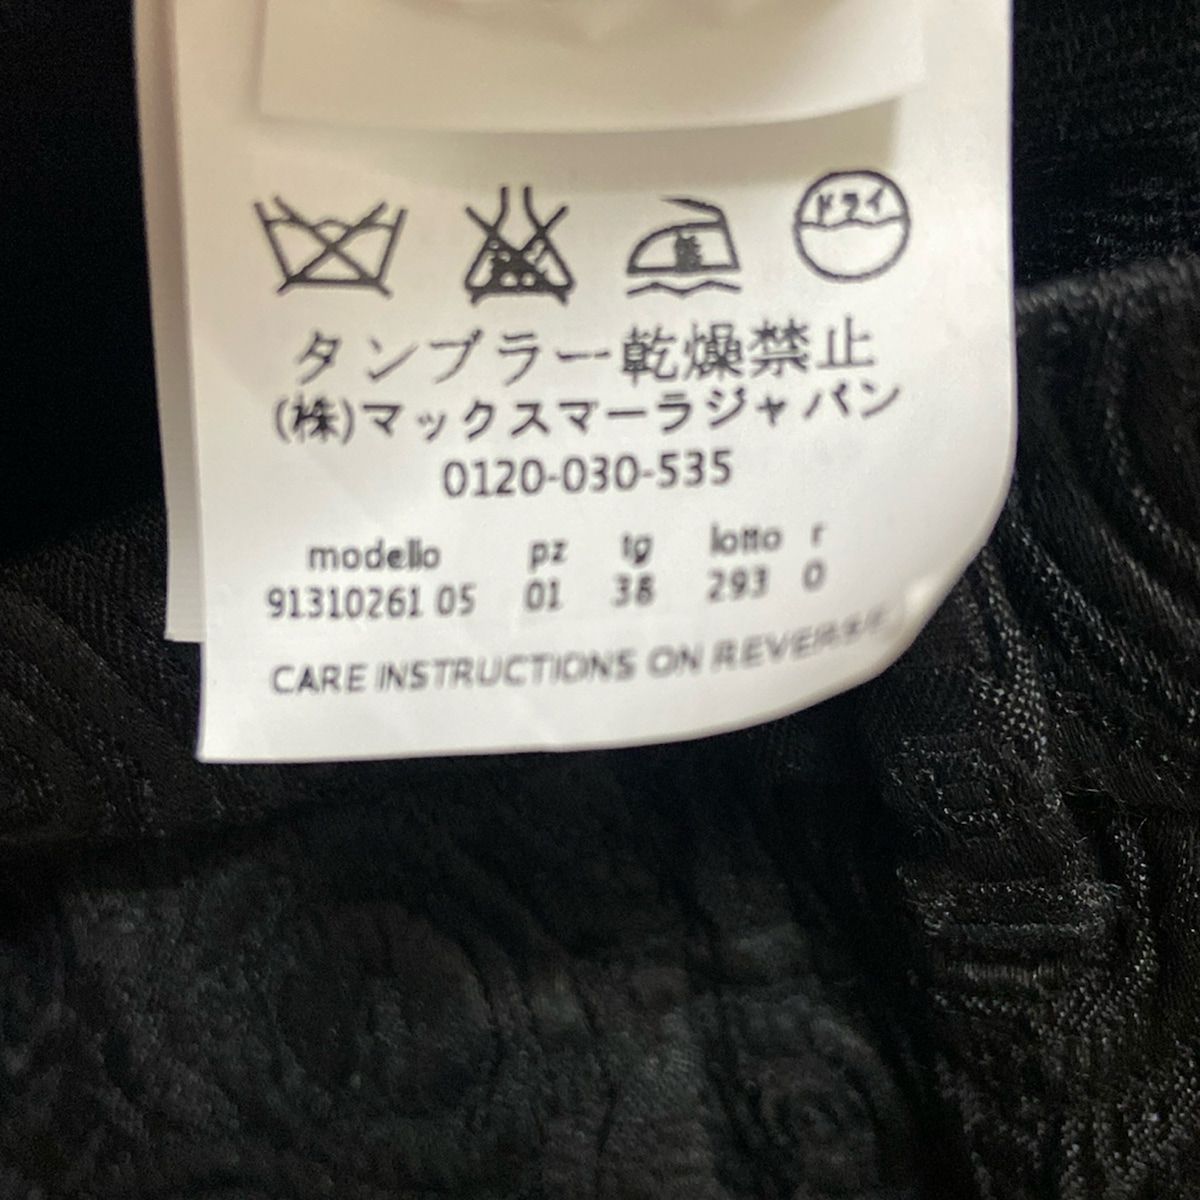 ドライ
タンブラー乾燥禁止
(株)マックスマーラジャパン
0120-030-535
modello pz tg lotto r
91310261 05 01 38 293 0
CARE INSTRUCTIONS ON REVERSE